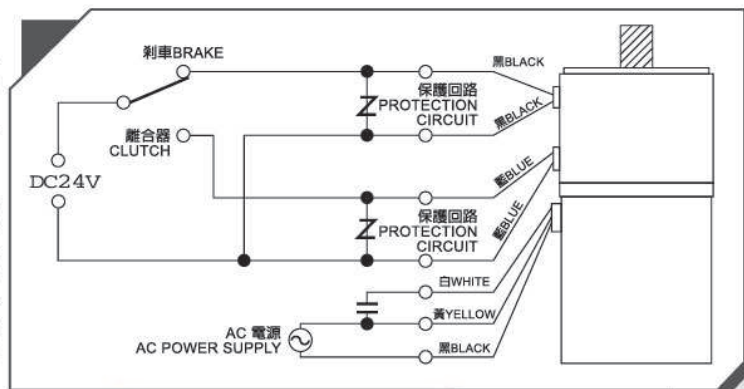 剎車BRAKE
黑BLACK
保護回路
PROTECTION
CIRCUIT
黑BLACK
離合器
CLUTCH
DC24V
藍BLUE
保護回路
PROTECTION
CIRCUIT
藍BLUE
白WHITE
黃YELLOW
AC 電源
AC POWER SUPPLY
黑BLACK